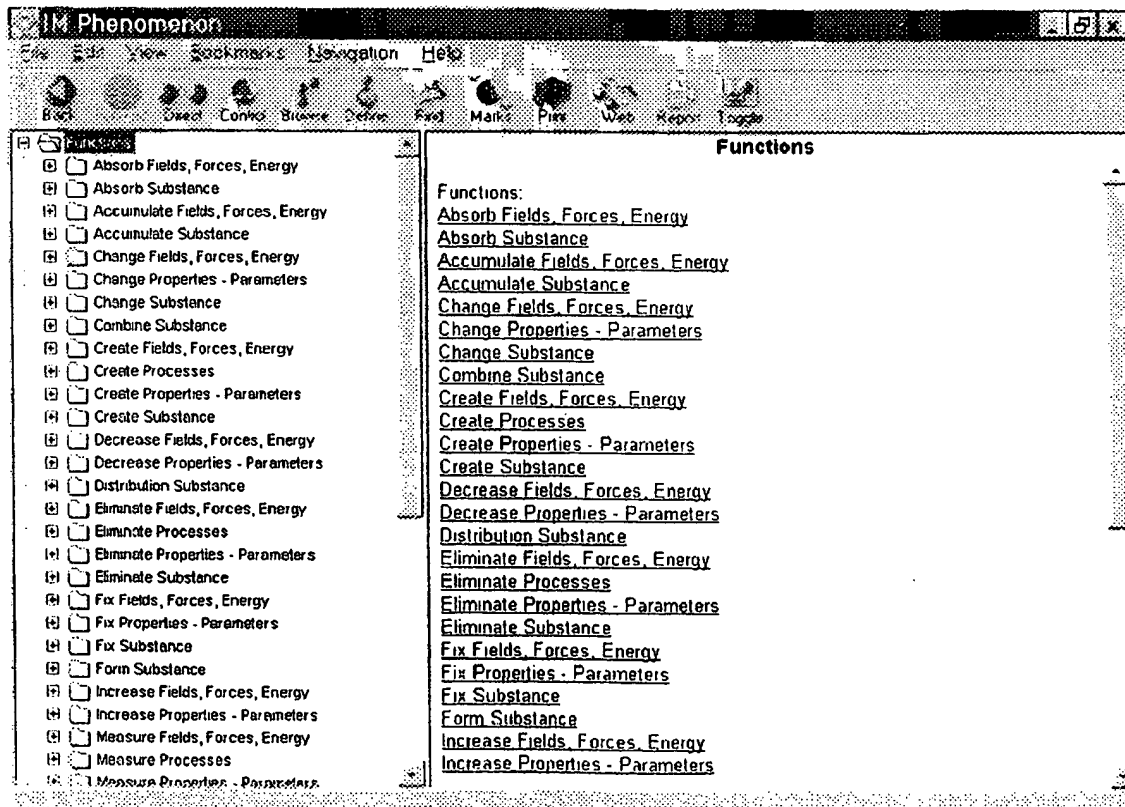 IM Phenomenon
File Edit View Bookmarks Navigation Help
Back Direct Control Browse Define Find Marks Print Web Report Toggle
Functions
Absorb Fields, Forces, Energy
Absorb Substance
Accumulate Fields, Forces, Energy
Accumulate Substance
Change Fields, Forces, Energy
Change Properties - Parameters
Change Substance
Combine Substance
Create Fields, Forces, Energy
Create Processes
Create Properties - Parameters
Create Substance
Decrease Fields, Forces, Energy
Decrease Properties - Parameters
Distribution Substance
Eliminate Fields, Forces, Energy
Eliminate Processes
Eliminate Properties - Parameters
Eliminate Substance
Fix Fields, Forces, Energy
Fix Properties - Parameters
Fix Substance
Form Substance
Increase Fields, Forces, Energy
Increase Properties - Parameters
Measure Fields, Forces, Energy
Measure Processes
Measure Properties - Parameters
Functions
Functions:
Absorb Fields, Forces, Energy
Absorb Substance
Accumulate Fields, Forces, Energy
Accumulate Substance
Change Fields, Forces, Energy
Change Properties - Parameters
Change Substance
Combine Substance
Create Fields, Forces, Energy
Create Processes
Create Properties - Parameters
Create Substance
Decrease Fields, Forces, Energy
Decrease Properties - Parameters
Distribution Substance
Eliminate Fields, Forces, Energy
Eliminate Processes
Eliminate Properties - Parameters
Eliminate Substance
Fix Fields, Forces, Energy
Fix Properties - Parameters
Fix Substance
Form Substance
Increase Fields, Forces, Energy
Increase Properties - Parameters